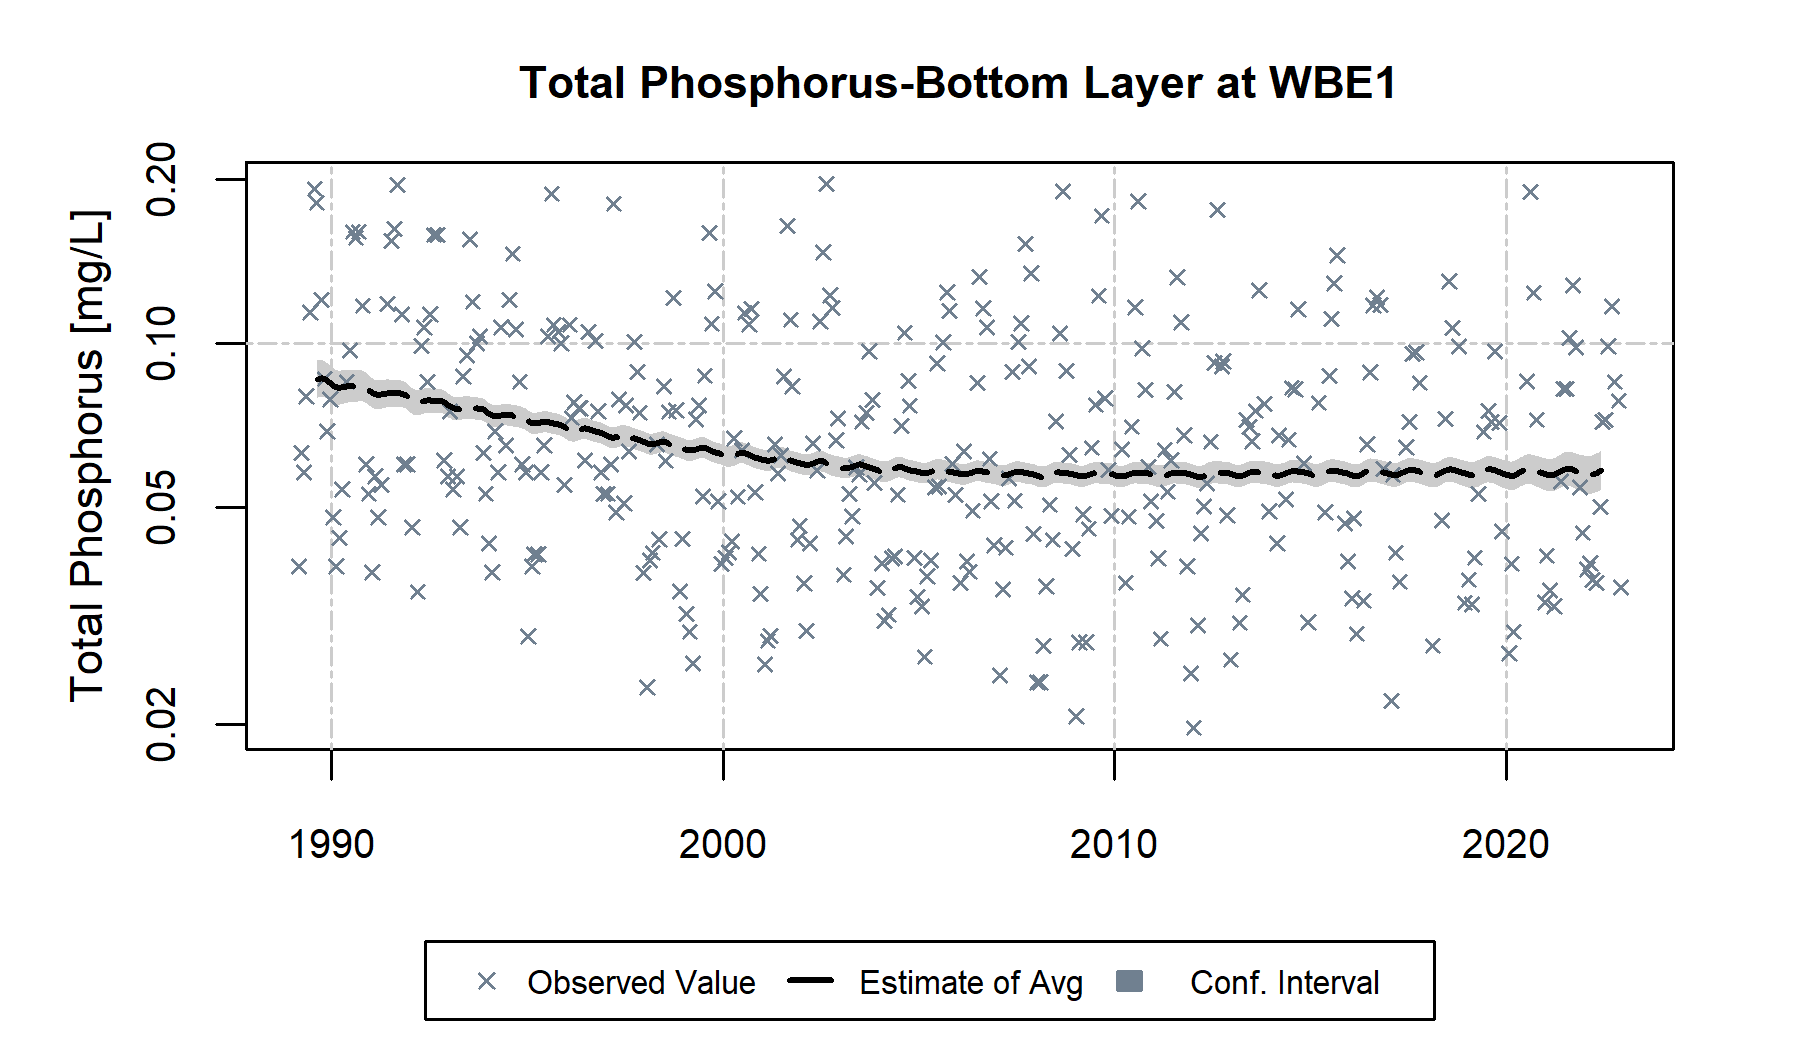 Total Phosphorus-Bottom Layer at WBE1
Total Phosphorus [mg/L]
0.20
0.10
0.05
0.02
1990 2000 2010 2020
Observed Value Estimate of Avg Conf. Interval